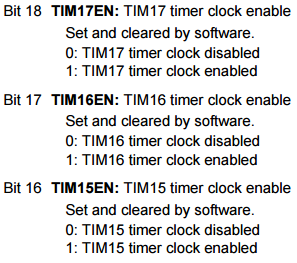 Bit 18 TIM17EN: TIM17 timer clock enable
Set and cleared by software.
0: TIM17 timer clock disabled
1: TIM17 timer clock enabled
Bit 17 TIM16EN: TIM16 timer clock enable
Set and cleared by software.
0: TIM16 timer clock disabled
1: TIM16 timer clock enabled
Bit 16 TIM15EN: TIM15 timer clock enable
Set and cleared by software.
0: TIM15 timer clock disabled
1: TIM15 timer clock enabled